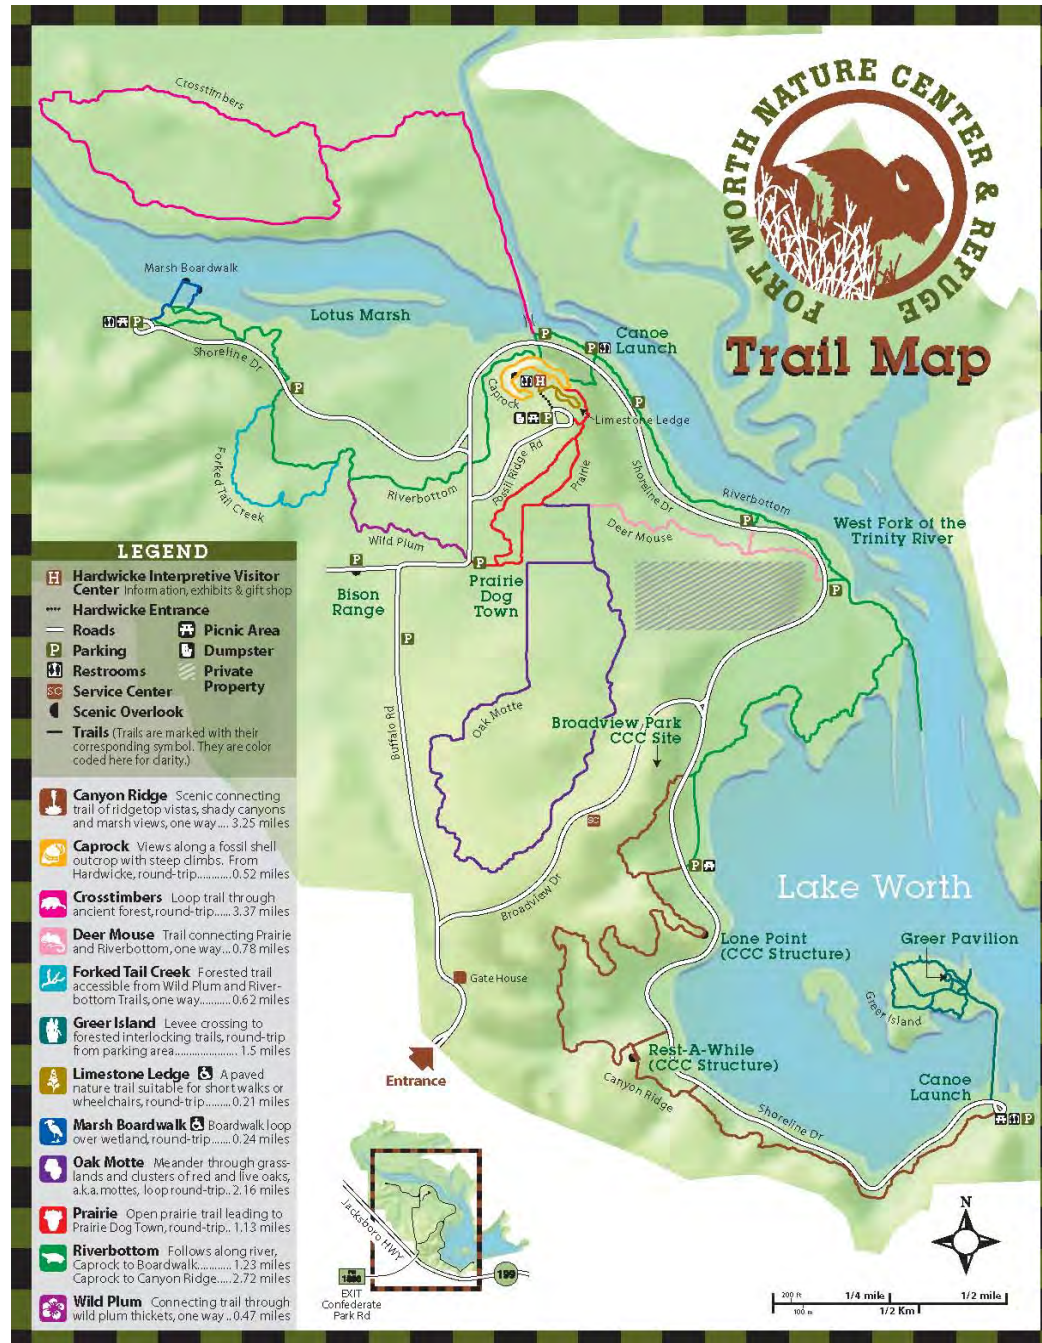 FORT WORTH NATURE CENTER & REFUGE
Trail Map
Crosstimbers
Marsh Boardwalk
Lotus Marsh
P
Shoreline Dr
P
P
Canoe
Launch
P
P
Caprock
H
P
Limestone Ledge
Fossil Ridge Rd
Prairie
Shoreline Dr
Riverbottom
Forked Tail Creek
Riverbottom
Wild Plum
Deer Mouse
P
West Fork of the
Trinity River
P
Bison
Range
P
Prairie
Dog
Town
P
P
Buffalo Rd
Oak Motte
Broadview Park
CCC Site
SC
Broadview Dr
P
Lake Worth
Lone Point
(CCC Structure)
Greer Pavilion
Greer Island
Gate House
Entrance
Rest-A-While
(CCC Structure)
Canyon Ridge
Shoreline Dr
Canoe
Launch
P
LEGEND
H Hardwicke Interpretive Visitor
Center Information, exhibits & gift shop
Hardwicke Entrance
Roads
Picnic Area
P Parking
Dumpster
Restrooms
Private
Property
SC Service Center
Scenic Overlook
Trails (Trails are marked with their
corresponding symbol. They are color
coded here for clarity.)
Canyon Ridge Scenic connecting
trail of ridgetop vistas, shady canyons
and marsh views, one way.... 3.25 miles
Caprock Views along a fossil shell
outcrop with steep climbs. From
Hardwicke, round-trip............0.52 miles
Crosstimbers Loop trail through
ancient forest, round-trip...... 3.37 miles
Deer Mouse Trail connecting Prairie
and Riverbottom, one way...0.78 miles
Forked Tail Creek Forested trail
accessible from Wild Plum and River-
bottom Trails, one way...........0.62 miles
Greer Island Levee crossing to
forested interlocking trails, round-trip
from parking area...................... 1.5 miles
Limestone Ledge A paved
nature trail suitable for short walks or
wheelchairs, round-trip.........0.21 miles
Marsh Boardwalk Boardwalk loop
over wetland, round-trip.......0.24 miles
Oak Motte Meander through grass-
lands and clusters of red and live oaks,
a.k.a. mottes, loop round-trip.. 2.16 miles
Prairie Open prairie trail leading to
Prairie Dog Town, round-trip.. 1.13 miles
Riverbottom Follows along river,
Caprock to Boardwalk............ 1.23 miles
Caprock to Canyon Ridge.....2.72 miles
Wild Plum Connecting trail through
wild plum thickets, one way..0.47 miles
Jacksboro HWY
199
1886
EXIT
Confederate
Park Rd
N
200 ft
1/4 mile
1/2 mile
100 m
1/2 Km